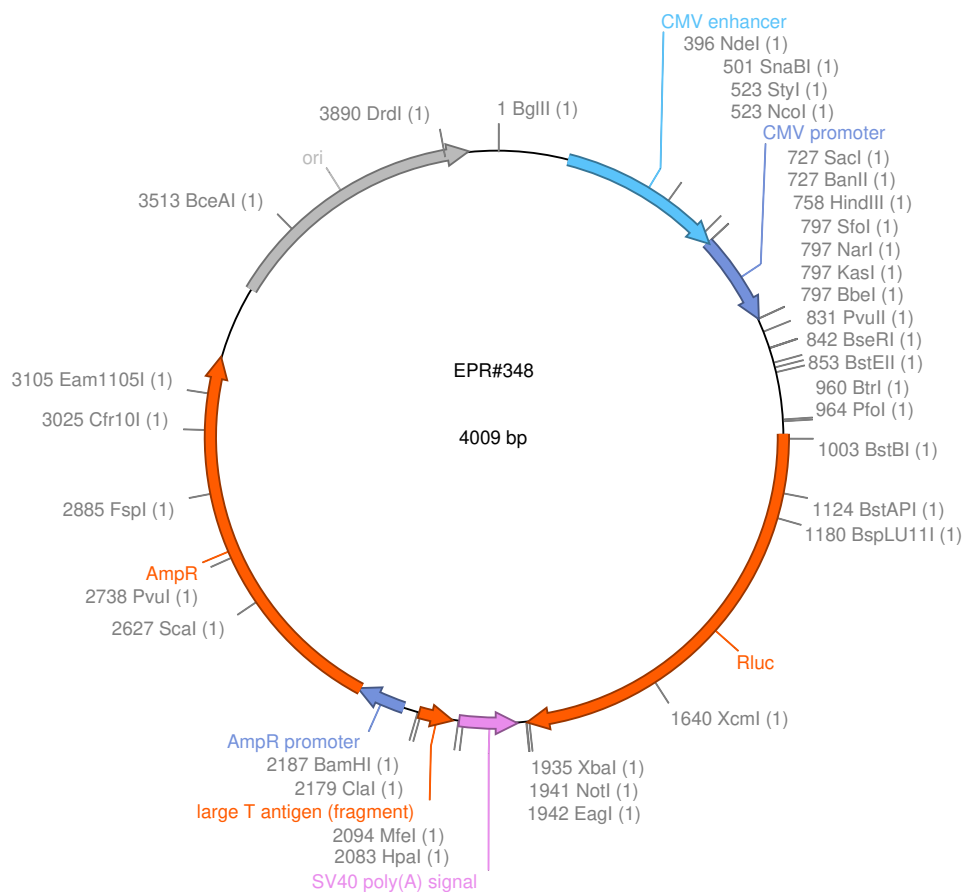 CMV enhancer
396 NdeI (1)
501 SnaBI (1)
523 StyI (1)
523 NcoI (1)
CMV promoter
727 SacI (1)
727 BanII (1)
758 HindIII (1)
797 SfoI (1)
797 NarI (1)
797 KasI (1)
797 BbeI (1)
831 PvuII (1)
842 BseRI (1)
853 BstEII (1)
960 BtrI (1)
964 PfoI (1)
1003 BstBI (1)
1124 BstAPI (1)
1180 BspLU11I (1)
Rluc
1640 XcmI (1)
1935 XbaI (1)
1941 NotI (1)
1942 EagI (1)
SV40 poly(A) signal
2083 HpaI (1)
2094 MfeI (1)
large T antigen (fragment)
2179 ClaI (1)
2187 BamHI (1)
AmpR promoter
2627 ScaI (1)
2738 PvuI (1)
AmpR
2885 FspI (1)
3025 Cfr10I (1)
3105 Eam1105I (1)
3513 BceAI (1)
ori
3890 DrdI (1)
1 BglII (1)
EPR#348
4009 bp